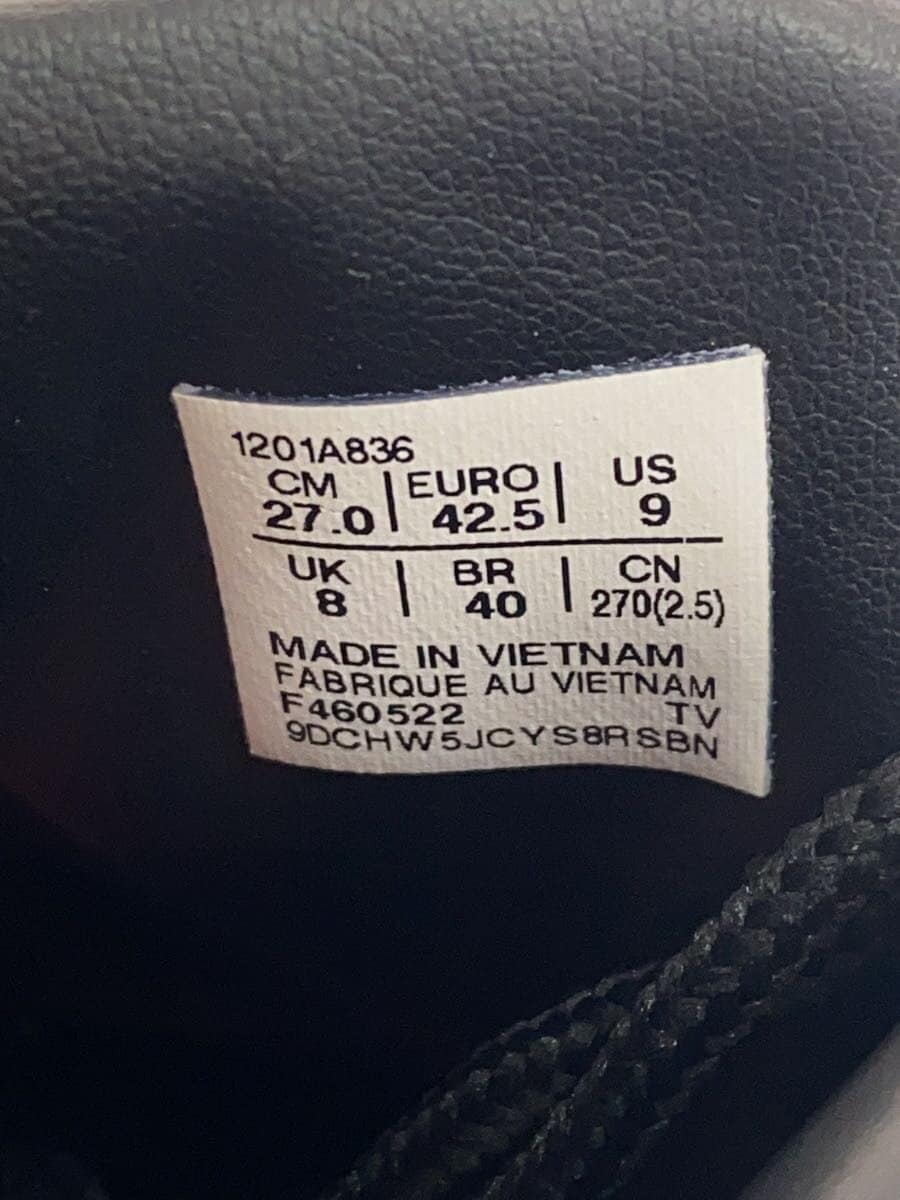 1201A836
CM | EURO | US
27.0 | 42.5 | 9
UK | BR | CN
8 | 40 | 270(2.5)
MADE IN VIETNAM
FABRIQUE AU VIETNAM
F460522 TV
9DCHW5JCYS8RSBN